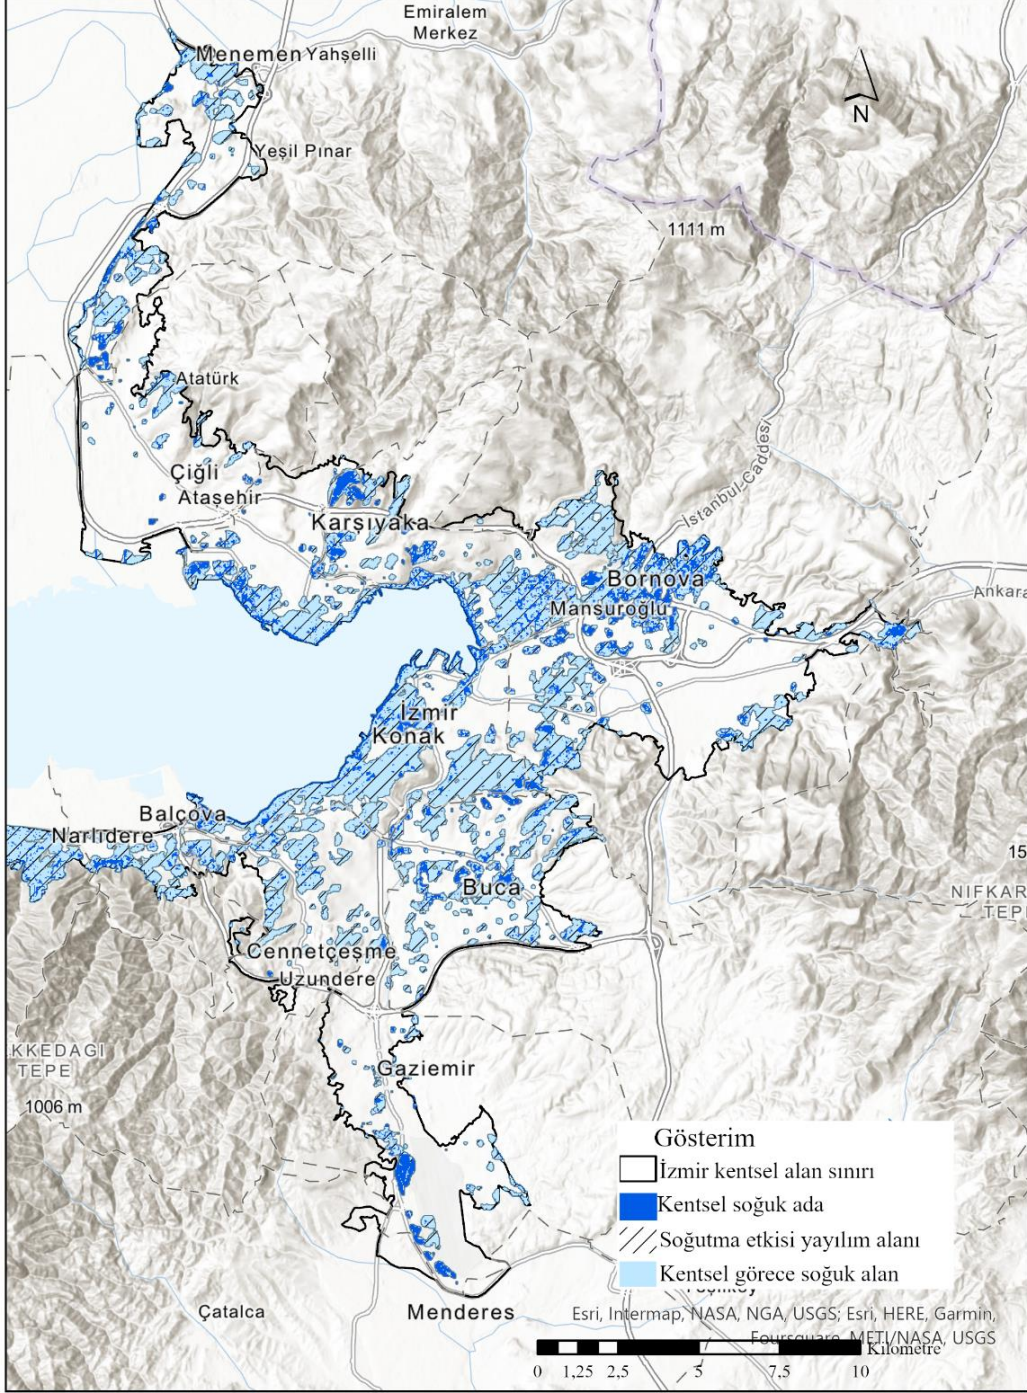 Emiralem
Merkez
Menemen
Yahşelli
N
Yeşil Pınar
1111 m
Atatürk
Çiğli
Ataşehir
İstanbul Caddesi
Karşıyaka
Bornova
Mansuroğlu
Ankara
İzmir
Konak
Balçova
Narlıdere
15
Buca
NIFKAR
TEPE
Cennetçeşme
Uzundere
KKEDAGI
TEPE
Gaziemir
1006 m
Gösterim
İzmir kentsel alan sınırı
Kentsel soğuk ada
Soğutma etkisi yayılım alanı
Kentsel görece soğuk alan
Çatalca
Menderes
Esri, Intermap, NASA, NGA, USGS; Esri, HERE, Garmin,
Foursquare, METI/NASA, USGS
Kilometre
0 1,25 2,5 5 7,5 10